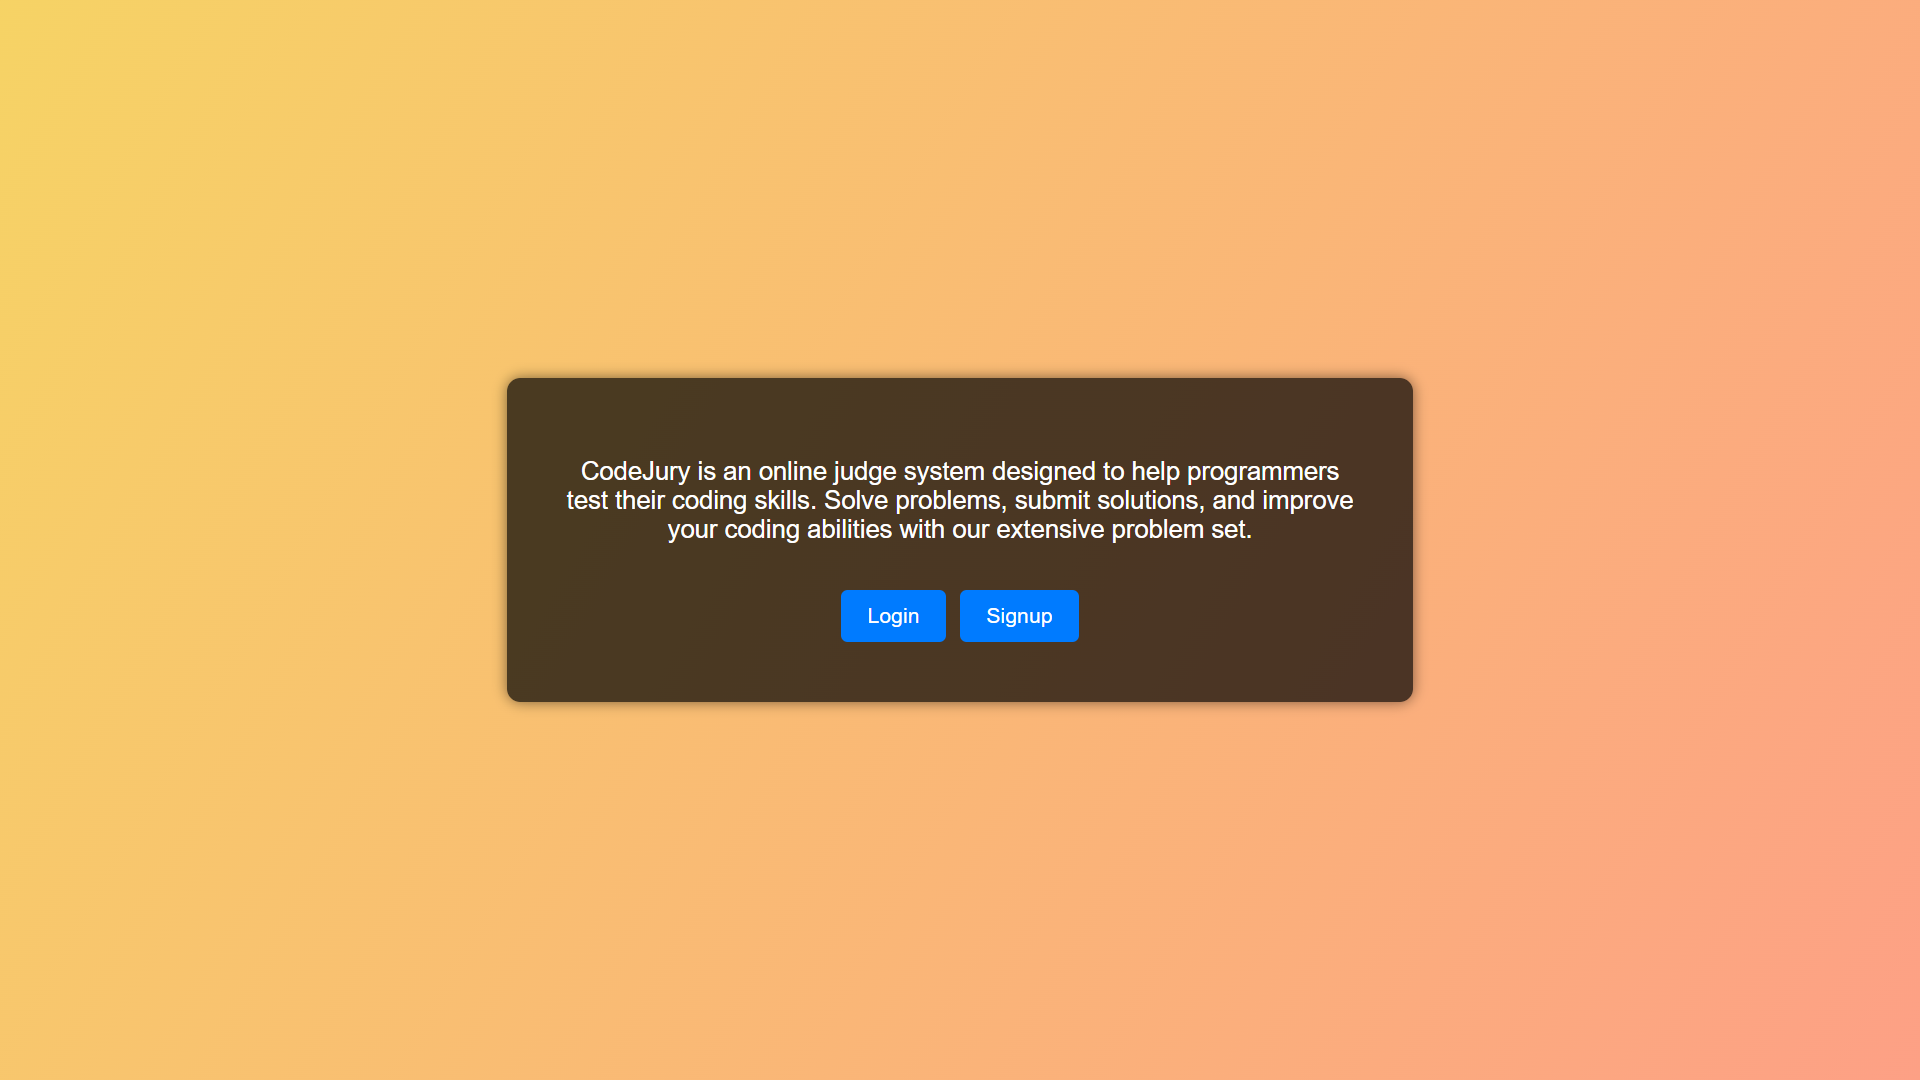 CodeJury is an online judge system designed to help programmers
test their coding skills. Solve problems, submit solutions, and improve
your coding abilities with our extensive problem set.
Login Signup